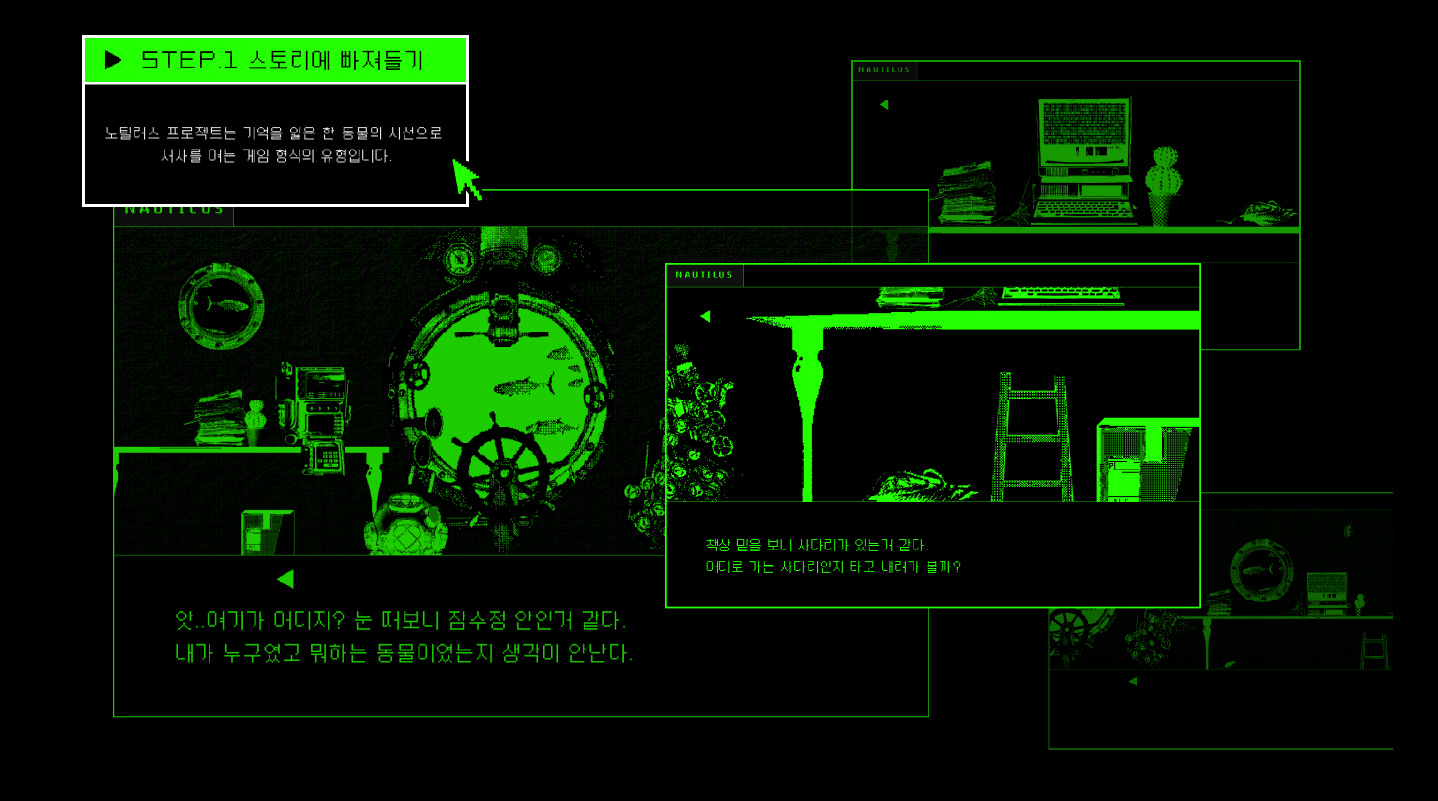 STEP.1 스토리에 빠져들기
노틸러스 프로젝트는 기억을 잃은 한 동물의 시선으로
서사를 여는 게임 형식의 유형입니다.
NAUTILUS
NAUTILUS
앗..여기가 어디지? 눈 떠보니 잠수정 안인거 같다.
내가 누구였고 뭐하는 동물이었는지 생각이 안난다.
NAUTILUS
책상 밑을 보니 사다리가 있는거 같다.
어디로 가는 사다리인지 타고 내려가 볼까?